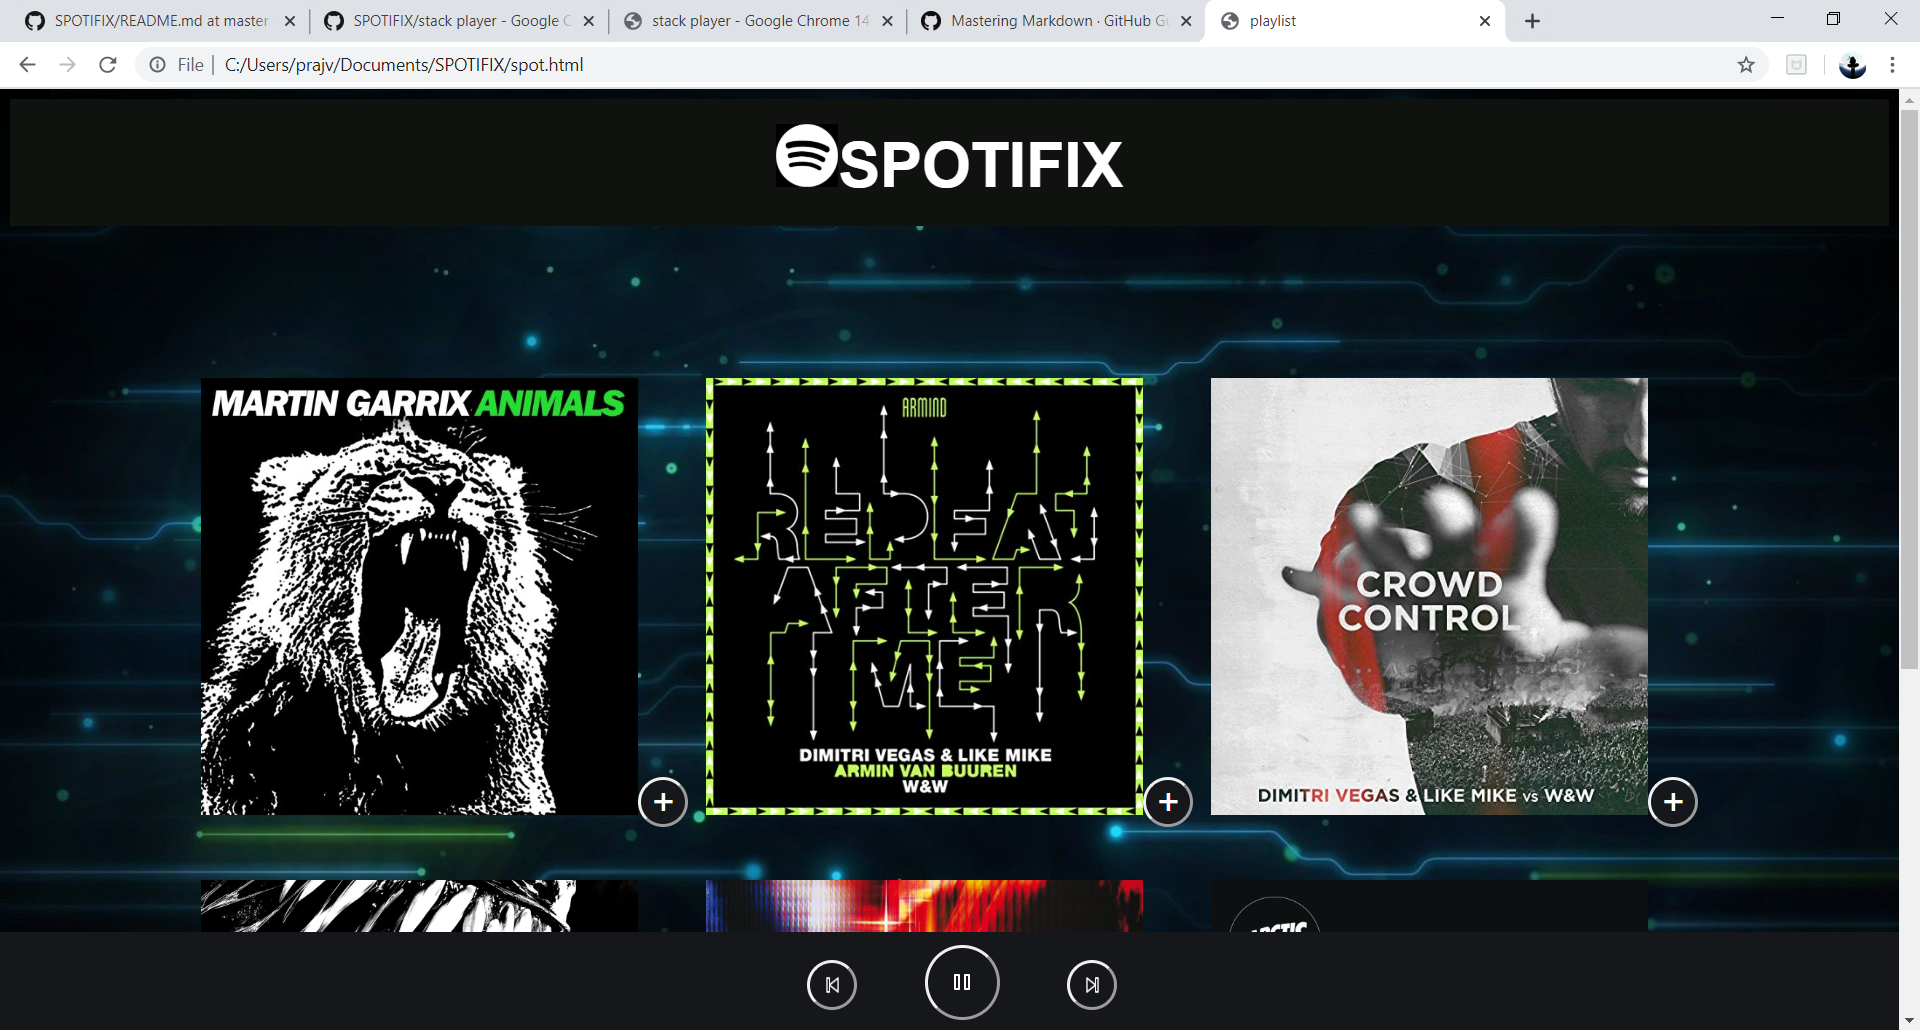 SPOTIFIX/README.md at master
SPOTIFIX/stack player - Google C
stack player - Google Chrome 14
Mastering Markdown · GitHub Gu
playlist
File
C:/Users/prajv/Documents/SPOTIFIX/spot.html
SPOTIFIX
MARTIN GARRIX ANIMALS
ARMIND
REPEAT
AFTER
ME
DIMITRI VEGAS & LIKE MIKE
ARMIN VAN BUUREN
W&W
CROWD
CONTROL
DIMITRI VEGAS & LIKE MIKE vs W&W